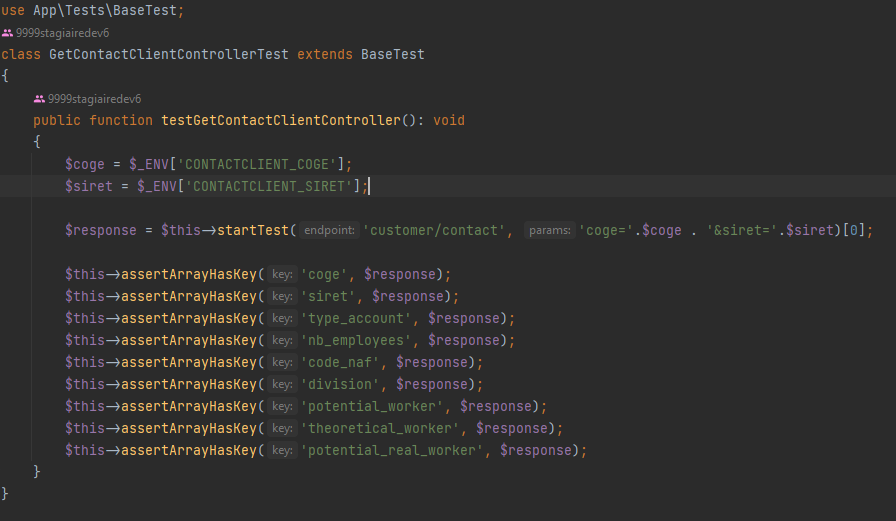 use App\Tests\BaseTest;
9999stagiairedev6
class GetContactClientControllerTest extends BaseTest
{
9999stagiairedev6
public function testGetContactClientController(): void
{
$coge = $_ENV['CONTACTCLIENT_COGE'];
$siret = $_ENV['CONTACTCLIENT_SIRET'];
$response = $this->startTest( endpoint: 'customer/contact', params: 'coge='.$coge . '&siret='.$siret)[0];
$this->assertArrayHasKey( key: 'coge', $response);
$this->assertArrayHasKey( key: 'siret', $response);
$this->assertArrayHasKey( key: 'type_account', $response);
$this->assertArrayHasKey( key: 'nb_employees', $response);
$this->assertArrayHasKey( key: 'code_naf', $response);
$this->assertArrayHasKey( key: 'division', $response);
$this->assertArrayHasKey( key: 'potential_worker', $response);
$this->assertArrayHasKey( key: 'theoretical_worker', $response);
$this->assertArrayHasKey( key: 'potential_real_worker', $response);
}
}